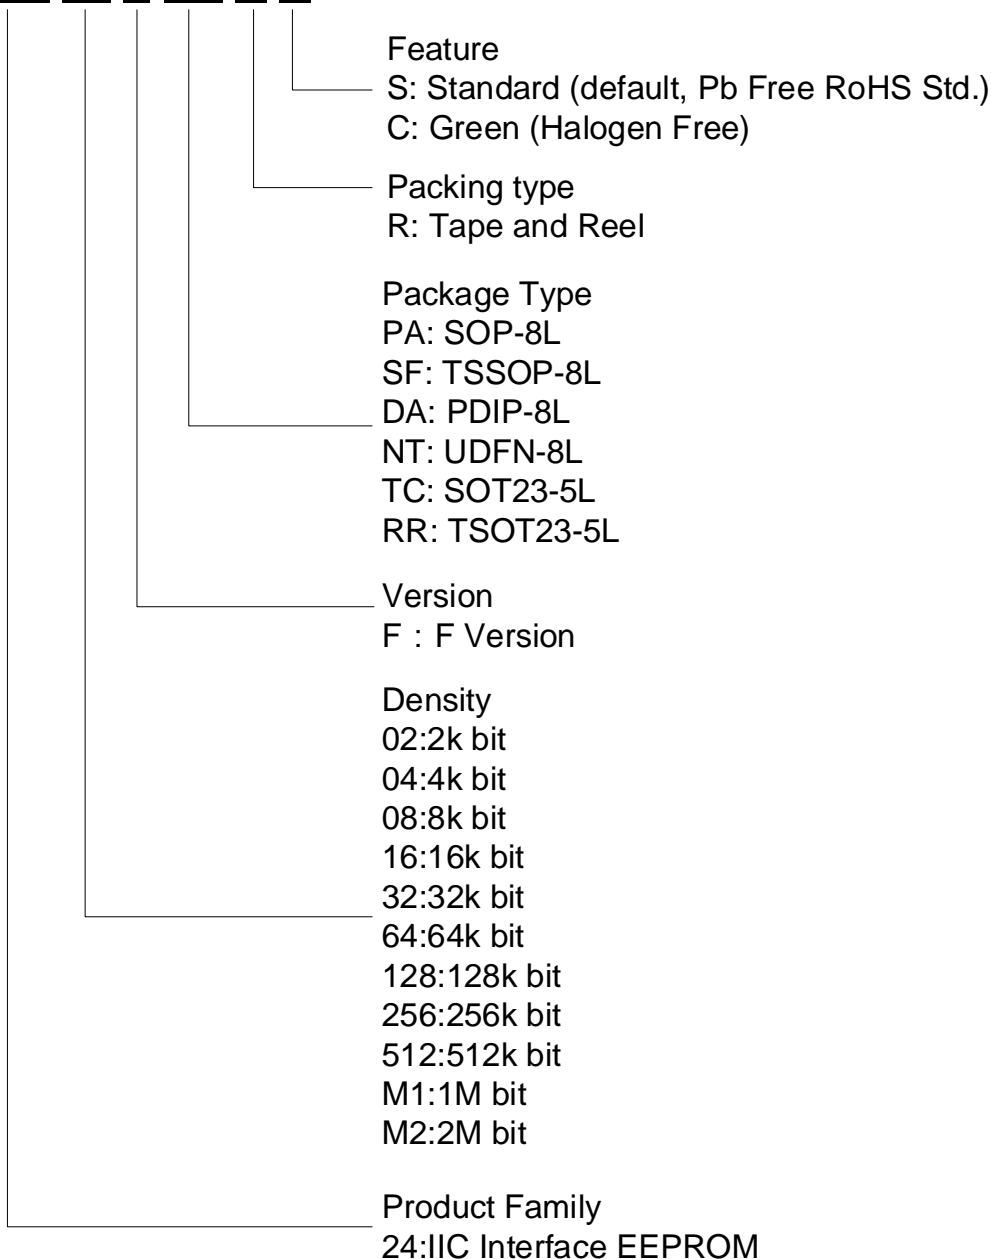 Feature
S: Standard (default, Pb Free RoHS Std.)
C: Green (Halogen Free)
Packing type
R: Tape and Reel
Package Type
PA: SOP-8L
SF: TSSOP-8L
DA: PDIP-8L
NT: UDFN-8L
TC: SOT23-5L
RR: TSOT23-5L
Version
F : F Version
Density
02:2k bit
04:4k bit
08:8k bit
16:16k bit
32:32k bit
64:64k bit
128:128k bit
256:256k bit
512:512k bit
M1:1M bit
M2:2M bit
Product Family
24:IIC Interface EEPROM